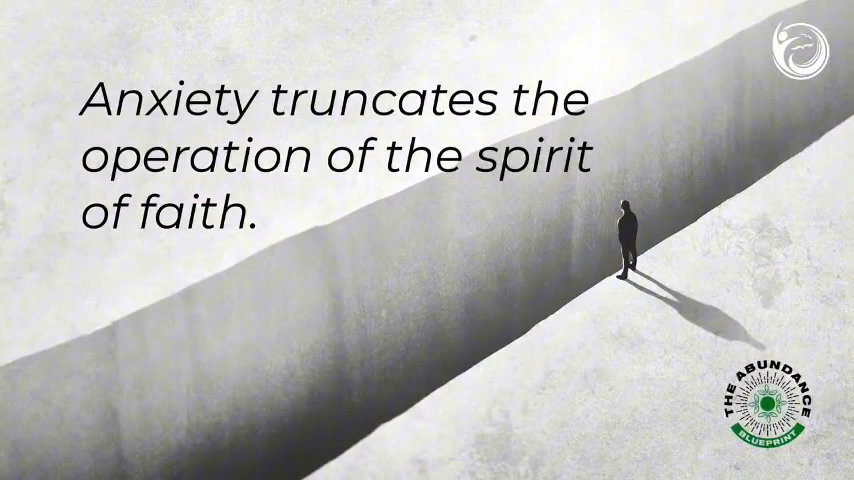 Anxiety truncates the
operation of the spirit
of faith.
THE ABUNDANCE
BLUEPRINT